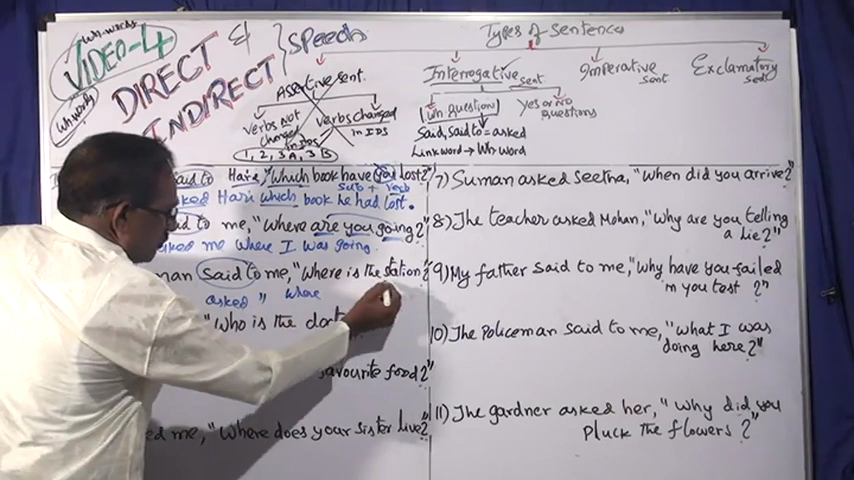 Wh-words
VIDEO-4
Wh words
DIRECT &
INDIRECT
Speech
Types of sentences
Assertive sent.
Verbs Not
changed
in IDS
1, 2, 3 A, 3 B
Verbs changed
in IDS
Interrogative sent
Imperative
sent
Exclamatory
sent
Wh question
Yes or No
questions
Said, said to = asked
Link word → Wh word
said to Hari, "Which book have you lost?"
sub + verb
asked Hari which book he had lost.
to me, "Where are you going?"
asked me where I was going.
man said to me, "Where is the station?"
asked " where
"Who is the
favourite food?"
ed me, "Where does your sister live?"
7) Suman asked Seetha, "When did you arrive?"
8) The teacher asked Mohan, "Why are you telling
a lie?"
9) My father said to me, "Why have you failed
in you test?"
10) The Policeman said to me, "What I was
doing here?"
11) The gardner asked her, "Why did you
pluck the flowers?"